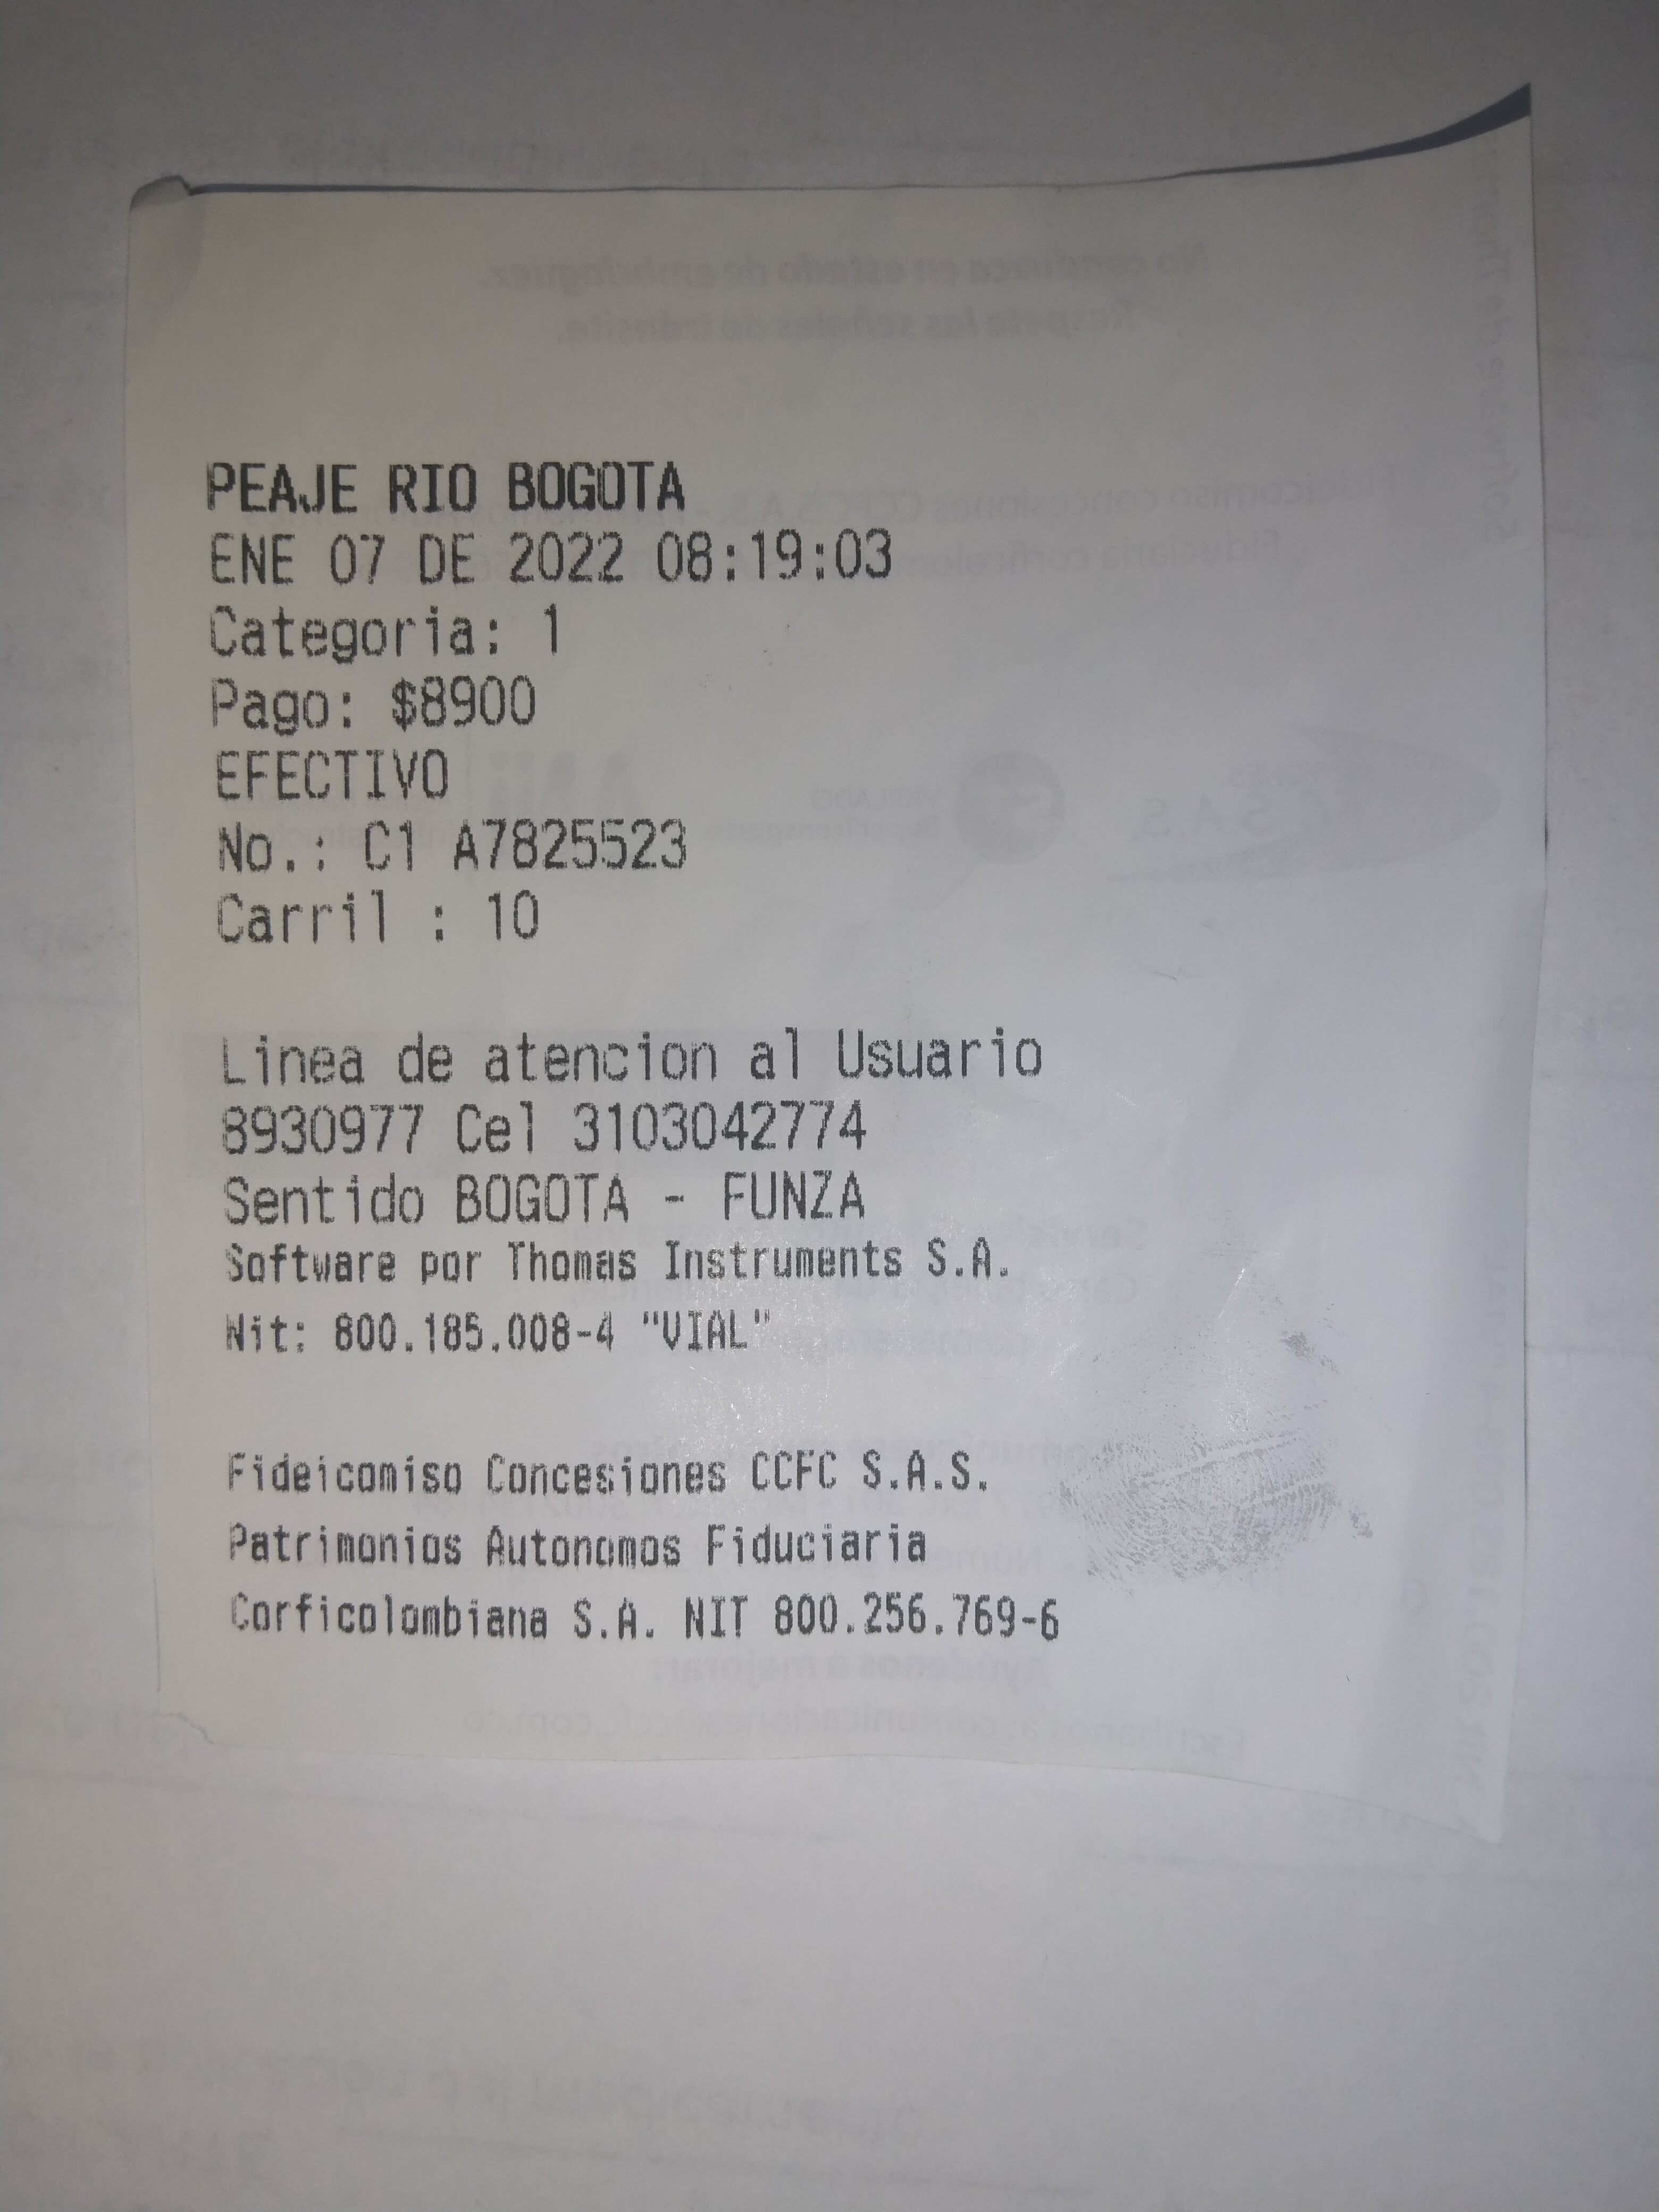 PEAJE RIO BOGOTA
ENE 07 DE 2022 08:19:03
Categoria: 1
Pago: $8900
EFECTIVO
No.: C1 A7825523
Carril : 10
Linea de atencion al Usuario
8930977 Cel 3103042774
Sentido BOGOTA - FUNZA
Software por Thomas Instruments S.A.
Nit: 800.185.008-4 "VIAL"
Fideicomiso Concesiones CCFC S.A.S.
Patrimonios Autonomos Fiduciaria
Corficolombiana S.A. NIT 800.256.769-6